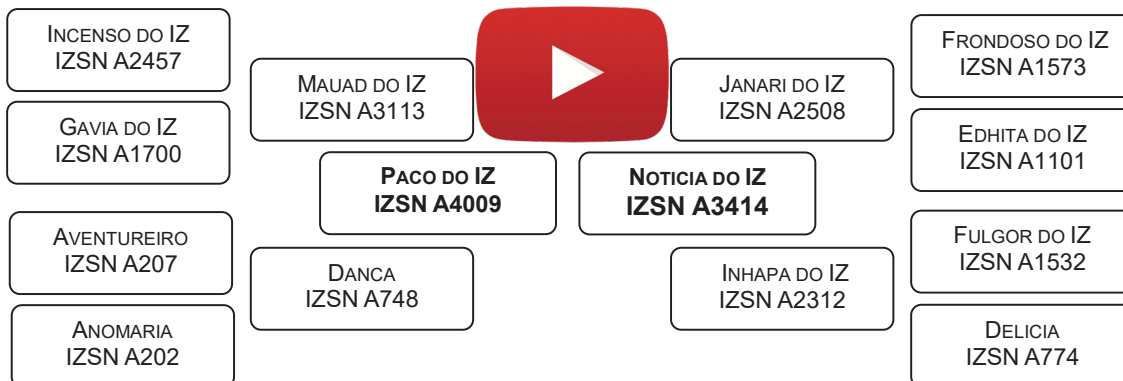 INCENSO DO IZ
IZSN A2457
GAVIA DO IZ
IZSN A1700
AVENTUREIRO
IZSN A207
ANOMARIA
IZSN A202
MAUAD DO IZ
IZSN A3113
DANCA
IZSN A748
PACO DO IZ
IZSN A4009
NOTICIA DO IZ
IZSN A3414
JANARI DO IZ
IZSN A2508
INHAPA DO IZ
IZSN A2312
FRONDOSO DO IZ
IZSN A1573
EDHITA DO IZ
IZSN A1101
FULGOR DO IZ
IZSN A1532
DELICIA
IZSN A774